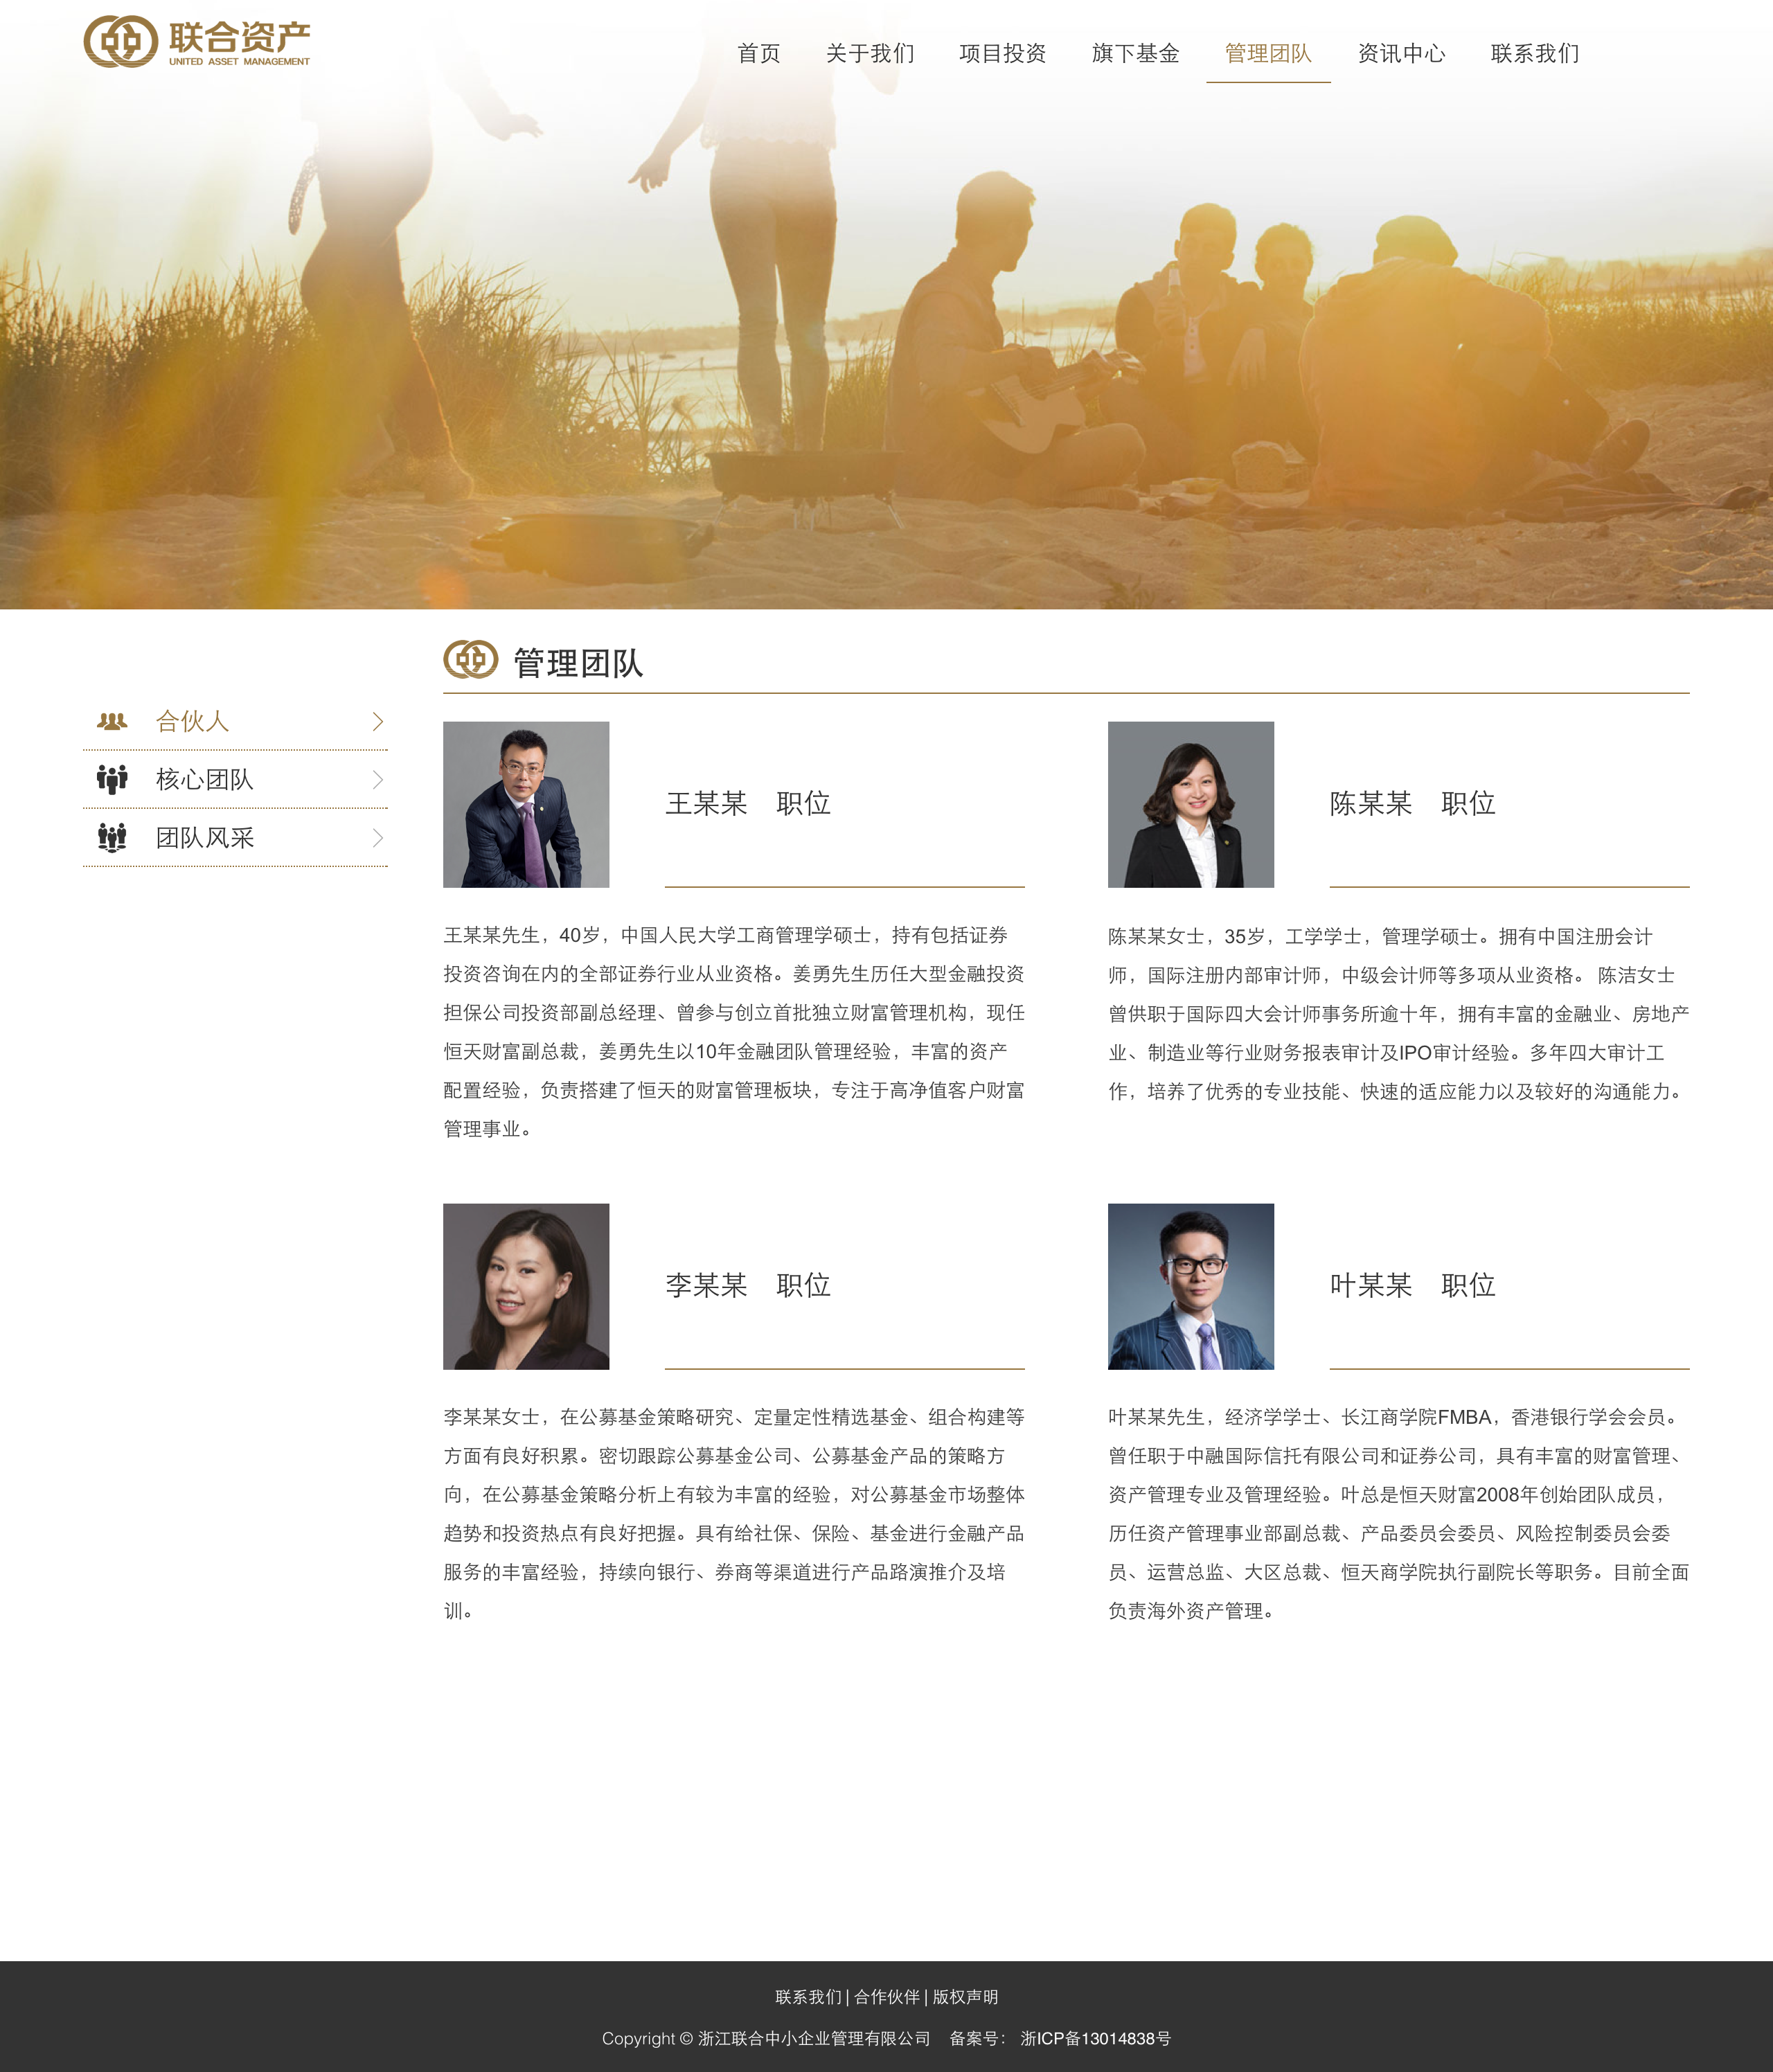 联合资产
UNITED ASSET MANAGEMENT
首页 关于我们 项目投资 旗下基金 管理团队 资讯中心 联系我们
管理团队
合伙人
核心团队
团队风采
王某某 职位
王某某先生，40岁，中国人民大学工商管理学硕士，持有包括证券
投资咨询在内的全部证券行业从业资格。姜勇先生历任大型金融投资
担保公司投资部副总经理、曾参与创立首批独立财富管理机构，现任
恒天财富副总裁，姜勇先生以10年金融团队管理经验，丰富的资产
配置经验，负责搭建了恒天的财富管理板块，专注于高净值客户财富
管理事业。
陈某某 职位
陈某某女士，35岁，工学学士，管理学硕士。拥有中国注册会计
师，国际注册内部审计师，中级会计师等多项从业资格。 陈洁女士
曾供职于国际四大会计师事务所逾十年，拥有丰富的金融业、房地产
业、制造业等行业财务报表审计及IPO审计经验。多年四大审计工
作，培养了优秀的专业技能、快速的适应能力以及较好的沟通能力。
李某某 职位
李某某女士，在公募基金策略研究、定量定性精选基金、组合构建等
方面有良好积累。密切跟踪公募基金公司、公募基金产品的策略方
向，在公募基金策略分析上有较为丰富的经验，对公募基金市场整体
趋势和投资热点有良好把握。具有给社保、保险、基金进行金融产品
服务的丰富经验，持续向银行、券商等渠道进行产品路演推介及培
训。
叶某某 职位
叶某某先生，经济学学士、长江商学院FMBA，香港银行学会会员。
曾任职于中融国际信托有限公司和证券公司，具有丰富的财富管理、
资产管理专业及管理经验。叶总是恒天财富2008年创始团队成员，
历任资产管理事业部副总裁、产品委员会委员、风险控制委员会委
员、运营总监、大区总裁、恒天商学院执行副院长等职务。目前全面
负责海外资产管理。
联系我们 | 合作伙伴 | 版权声明
Copyright © 浙江联合中小企业管理有限公司 备案号： 浙ICP备13014838号